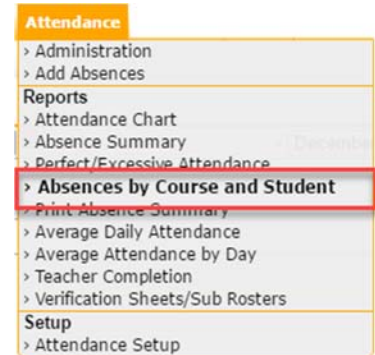 Attendance
› Administration
› Add Absences
Reports
› Attendance Chart
› Absence Summary
December
› Perfect/Excessive Attendance
› Absences by Course and Student
› Print Absence Summary
› Average Daily Attendance
› Average Attendance by Day
› Teacher Completion
› Verification Sheets/Sub Rosters
Setup
› Attendance Setup